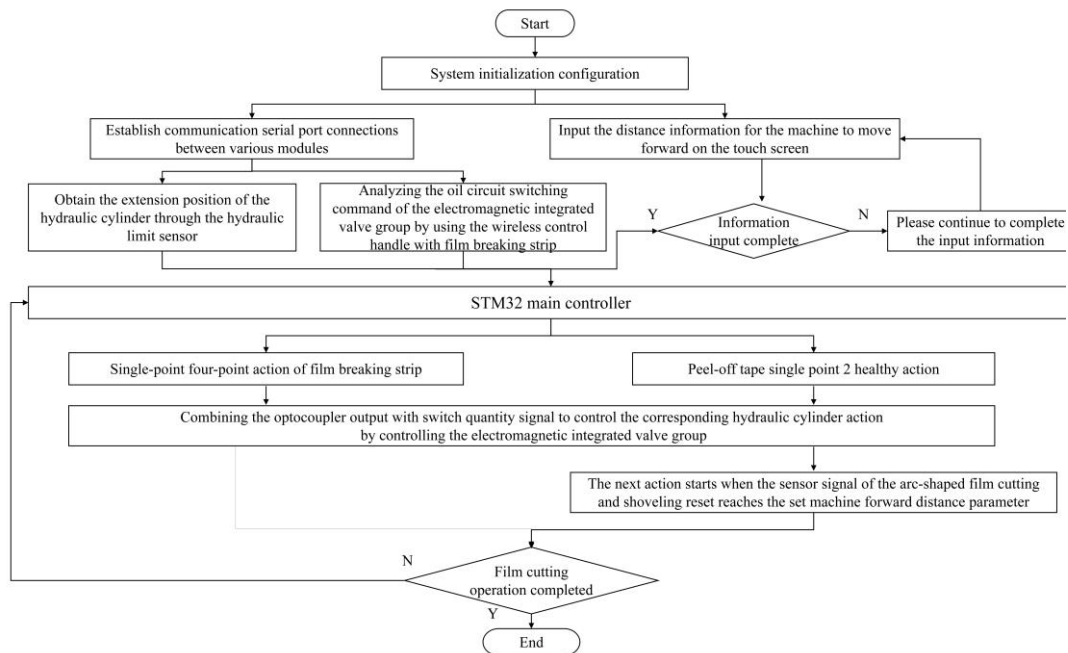 Start
System initialization configuration
Establish communication serial port connections
between various modules
Input the distance information for the machine to move
forward on the touch screen
Obtain the extension position of the
hydraulic cylinder through the hydraulic
limit sensor
Analyzing the oil circuit switching
command of the electromagnetic integrated
valve group by using the wireless control
handle with film breaking strip
Y
Information
input complete
N
Please continue to complete
the input information
STM32 main controller
Single-point four-point action of film breaking strip
Peel-off tape single point 2 healthy action
Combining the optocoupler output with switch quantity signal to control the corresponding hydraulic cylinder action
by controlling the electromagnetic integrated valve group
The next action starts when the sensor signal of the arc-shaped film cutting
and shoveling reset reaches the set machine forward distance parameter
N
Film cutting
operation completed
Y
End